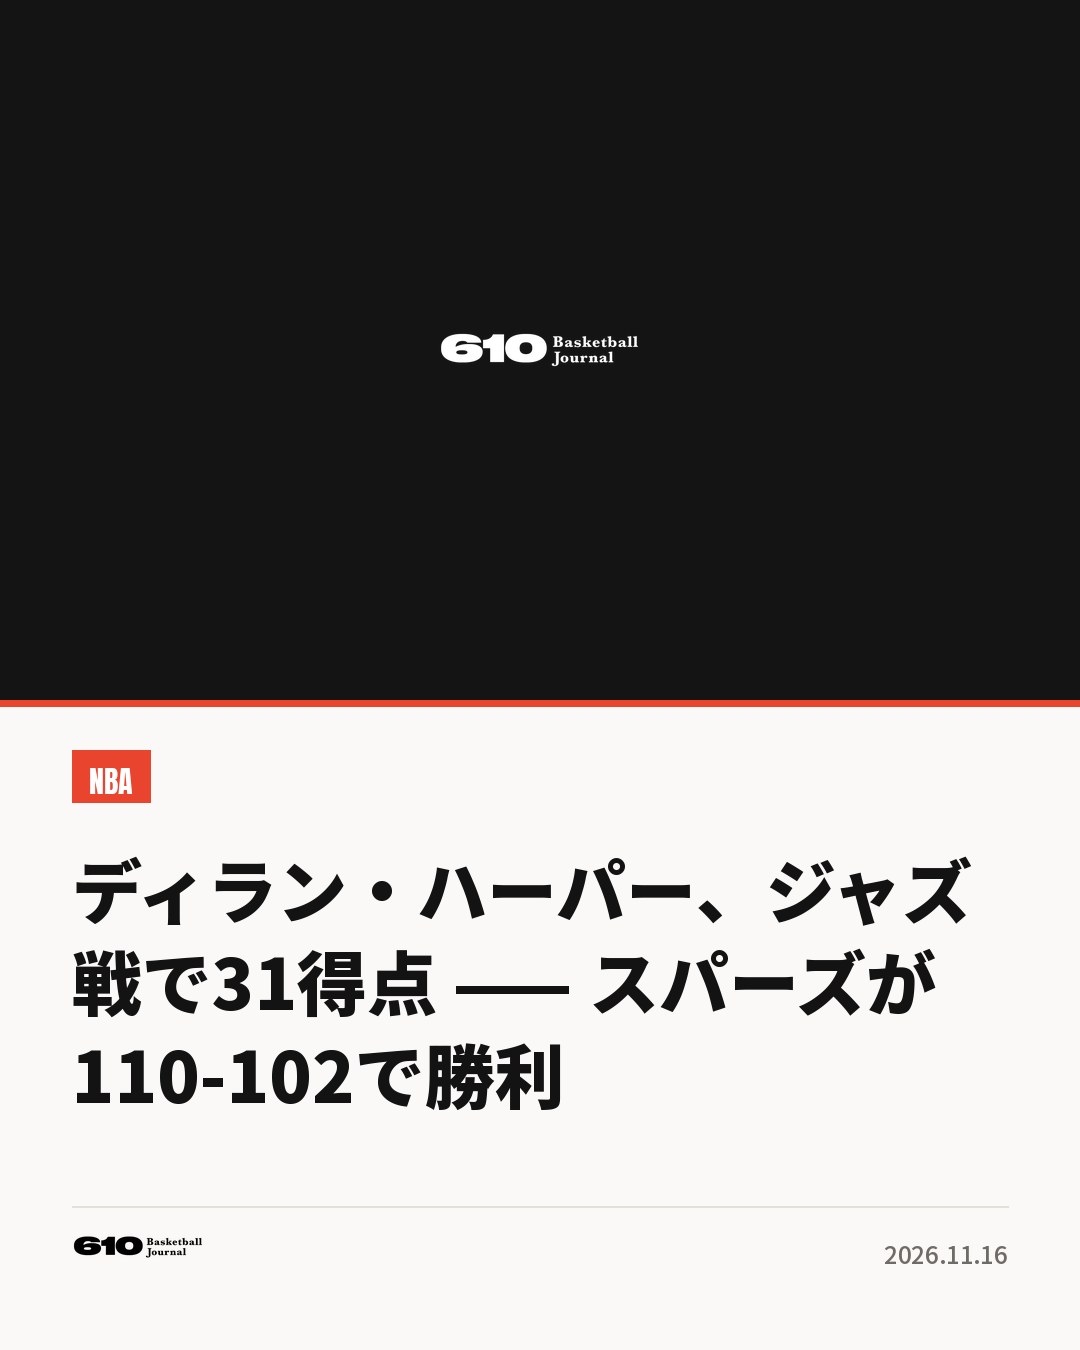 610 Basketball
Journal
NBA
ディラン・ハーパー、ジャズ
戦で31得点 —— スパーズが
110-102で勝利
610 Basketball
Journal
2026.11.16